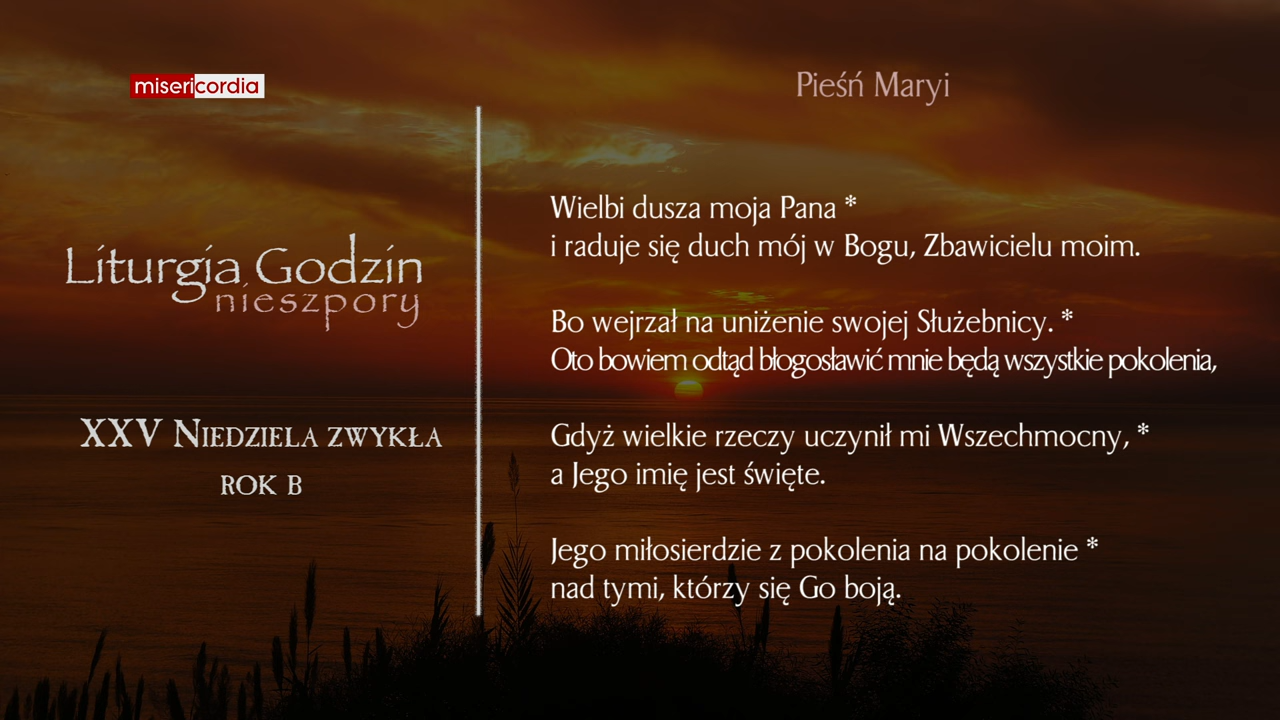 misericordia
Liturgia Godzin
nieszpory
XXV Niedziela zwykła
rok B
Pieśń Maryi
Wielbi dusza moja Pana *
i raduje się duch mój w Bogu, Zbawicielu moim.
Bo wejrzał na uniżenie swojej Służebnicy. *
Oto bowiem odtąd błogosławić mnie będą wszystkie pokolenia,
Gdyż wielkie rzeczy uczynił mi Wszechmocny, *
a Jego imię jest święte.
Jego miłosierdzie z pokolenia na pokolenie *
nad tymi, którzy się Go boją.